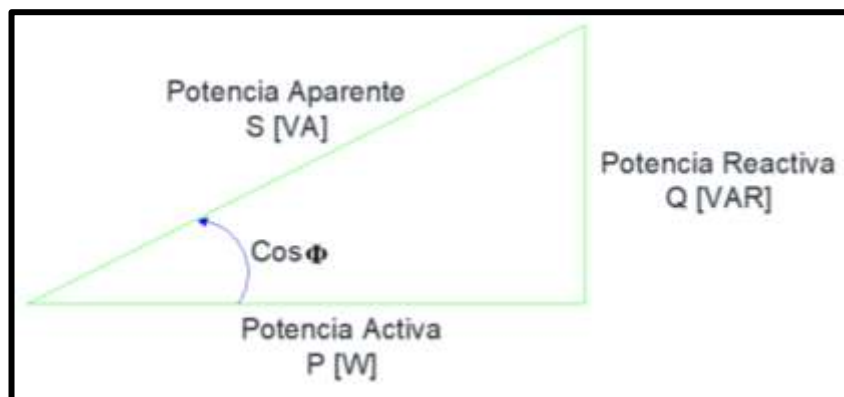 Potencia Aparente
S [VA]
Potencia Reactiva
Q [VAR]
CosΦ
Potencia Activa
P [W]